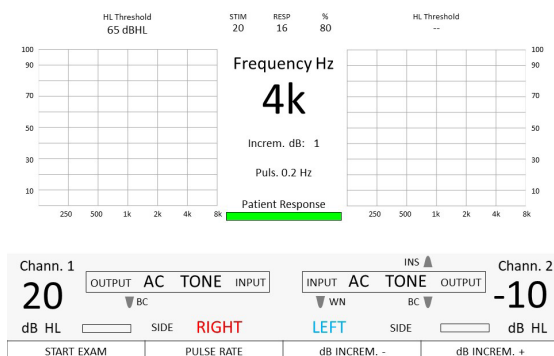 HL Threshold STIM RESP % HL Threshold
65 dBHL 20 16 80 --
100 100
90 Frequency Hz 90
70 4k 70
50 50
Increm. dB: 1
30 30
Puls. 0.2 Hz.
10 10
Patient Response
250 500 1k 2k 4k 8k 250 500 1k 2k 4k 8k
INS
Chann. 1 OUTPUT AC TONE INPUT INPUT AC TONE OUTPUT Chann. 2
20 BC WN BC -10
dB HL SIDE RIGHT LEFT SIDE dB HL
START EXAM PULSE RATE dB INCREM. - dB INCREM. +